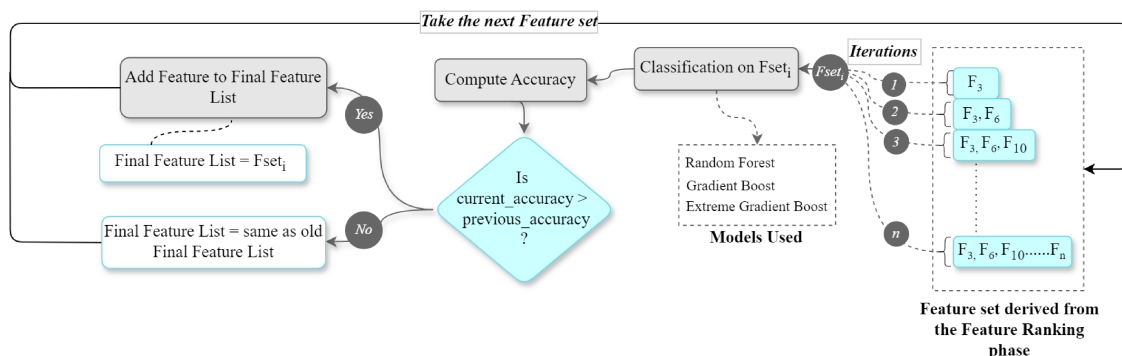 Take the next Feature set
Add Feature to Final Feature
List
Final Feature List = Fset_i
Final Feature List = same as old
Final Feature List
Yes
No
Compute Accuracy
Is
current_accuracy >
previous_accuracy
?
Classification on Fset_i
Random Forest
Gradient Boost
Extreme Gradient Boost
Models Used
Fset_i
Iterations
1
2
3
n
F_3
F_3, F_6
F_3, F_6, F_10
F_3, F_6, F_10......F_n
Feature set derived from
the Feature Ranking
phase